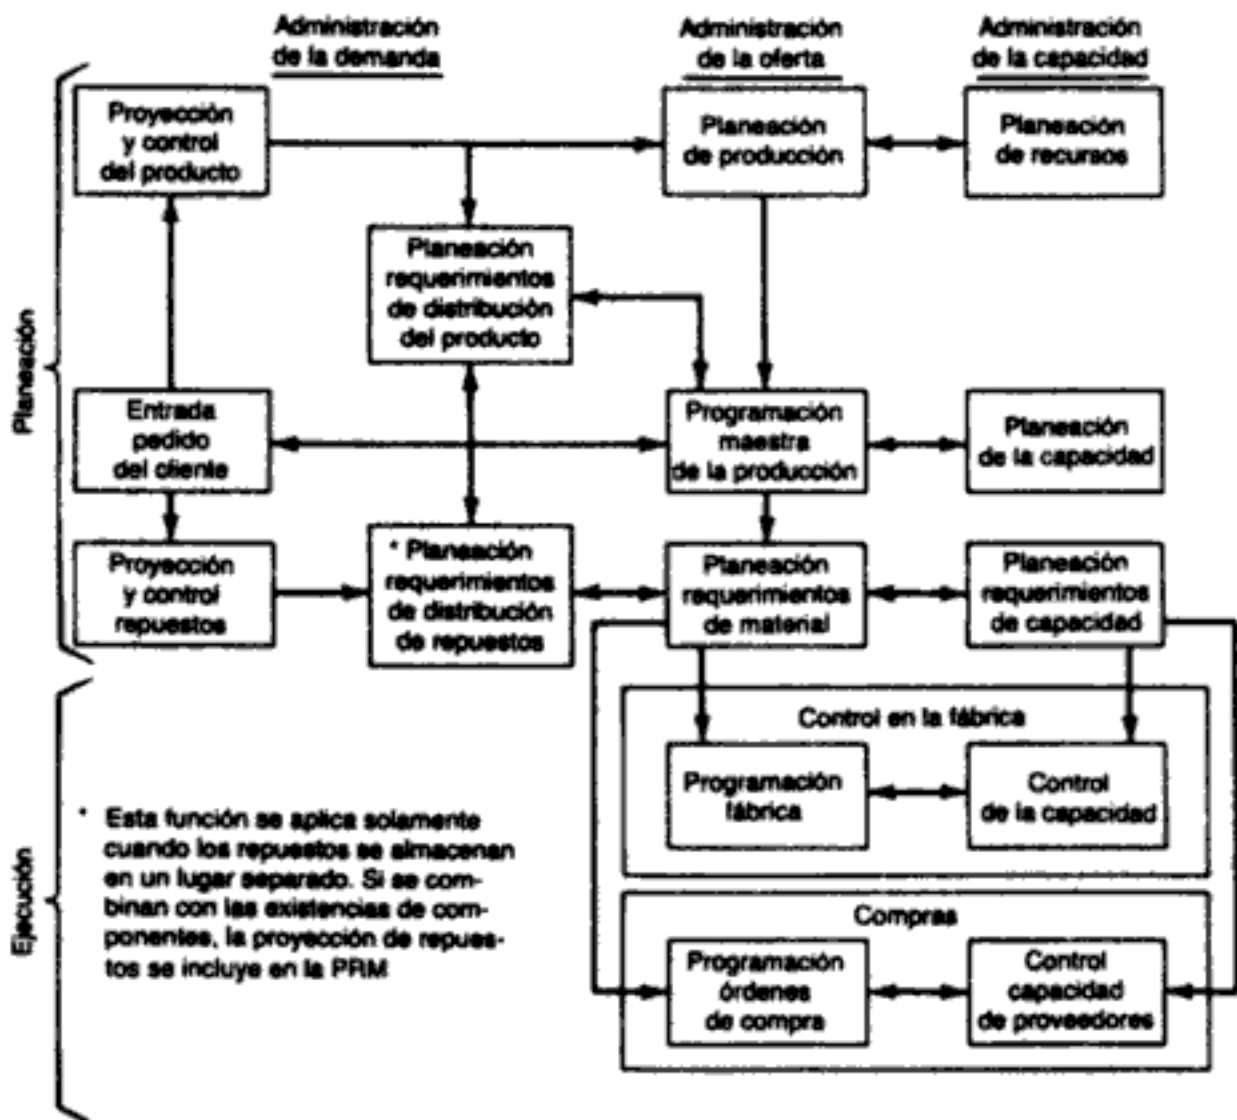 Administración
de la demanda
Administración
de la oferta
Administración
de la capacidad
Planeación
Proyección
y control
del producto
Planeación
de producción
Planeación
de recursos
Planeación
requerimientos
de distribución
del producto
Entrada
pedido
del cliente
Programación
maestra
de la producción
Planeación
de la capacidad
Proyección
y control
repuestos
* Planeación
requerimientos
de distribución
de repuestos
Planeación
requerimientos
de material
Planeación
requerimientos
de capacidad
Ejecución
Control en la fábrica
Programación
fábrica
Control
de la capacidad
* Esta función se aplica solamente
cuando los repuestos se almacenan
en un lugar separado. Si se com-
binan con las existencias de com-
ponentes, la proyección de repues-
tos se incluye en la PRM
Compras
Programación
órdenes
de compra
Control
capacidad
de proveedores